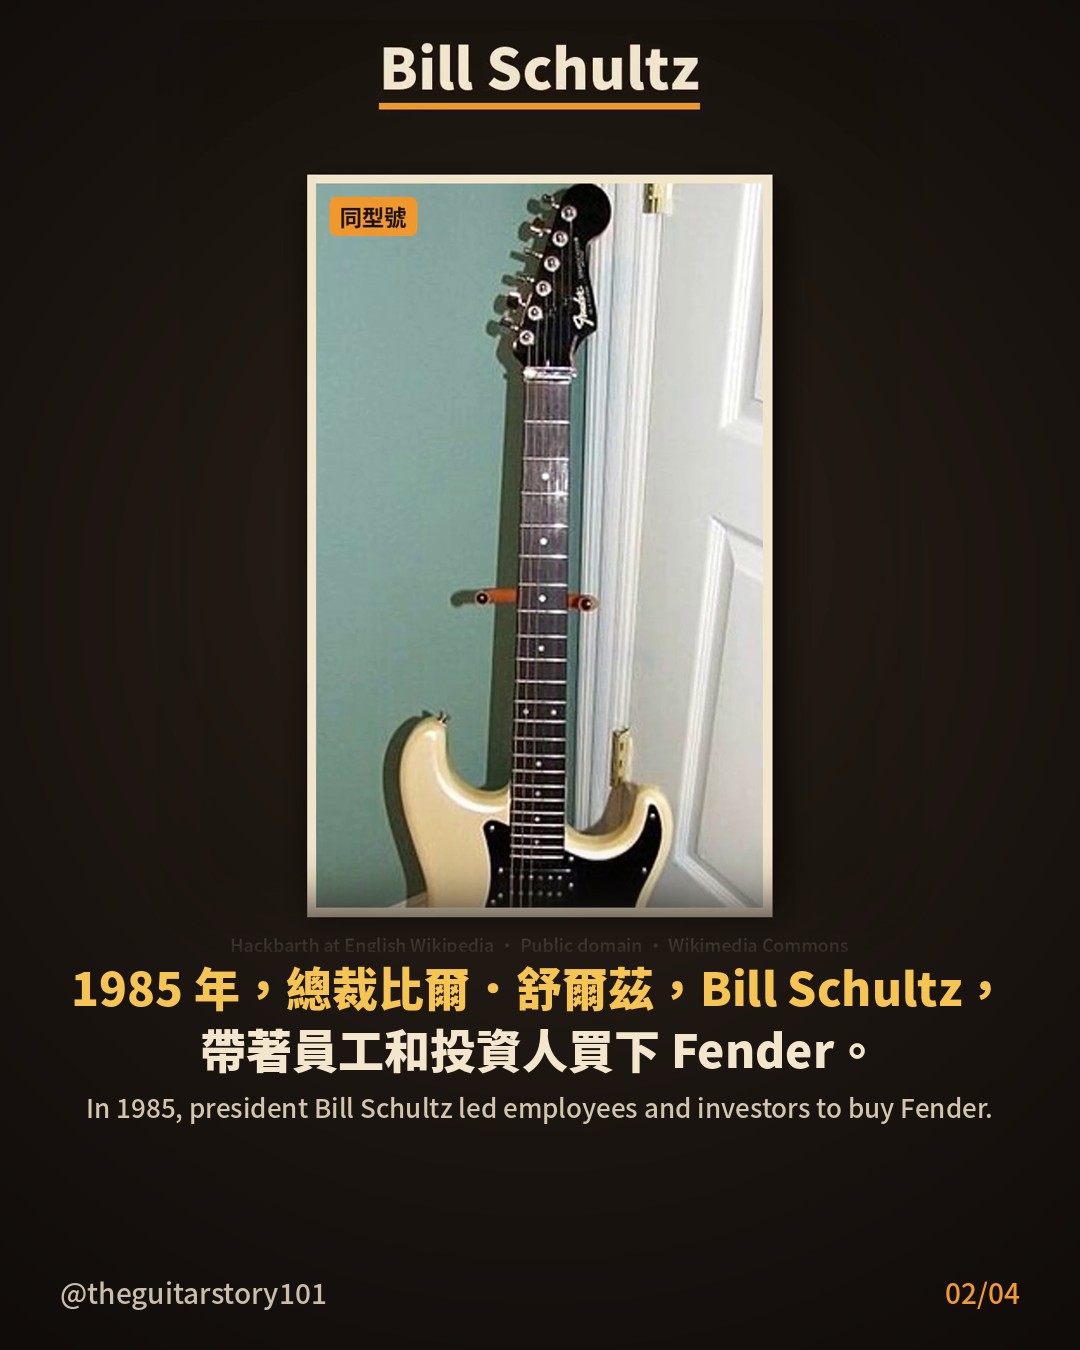 Bill Schultz
同型號
Fender
Hackbarth at English Wikipedia • Public domain • Wikimedia Commons
1985 年，總裁比爾・舒爾茲，Bill Schultz，
帶著員工和投資人買下 Fender。
In 1985, president Bill Schultz led employees and investors to buy Fender.
@theguitarstory101
02/04